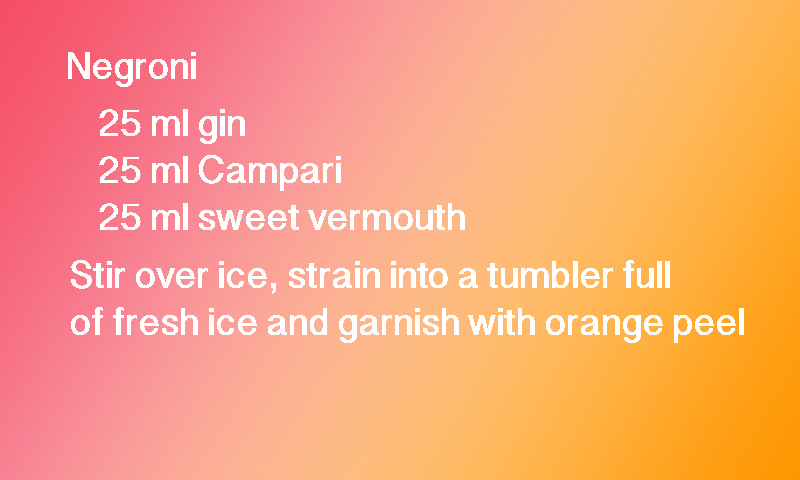 Negroni
25 ml gin
25 ml Campari
25 ml sweet vermouth
Stir over ice, strain into a tumbler full
of fresh ice and garnish with orange peel